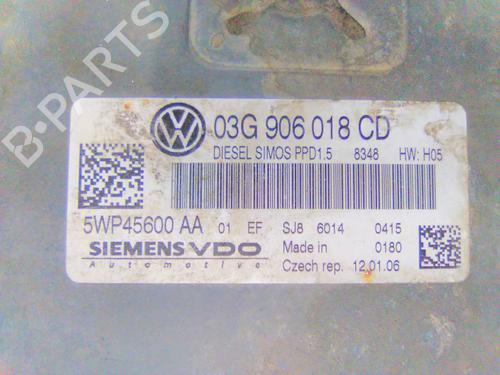 B-PARTS
03G 906 018 CD
DIESEL SIMOS PPD1.5 8348 HW: H05
5WP45600 AA 01 EF SJ8 6014 0415
SIEMENS VDO Made in 0180
Automotive Czech rep. 12.01.06